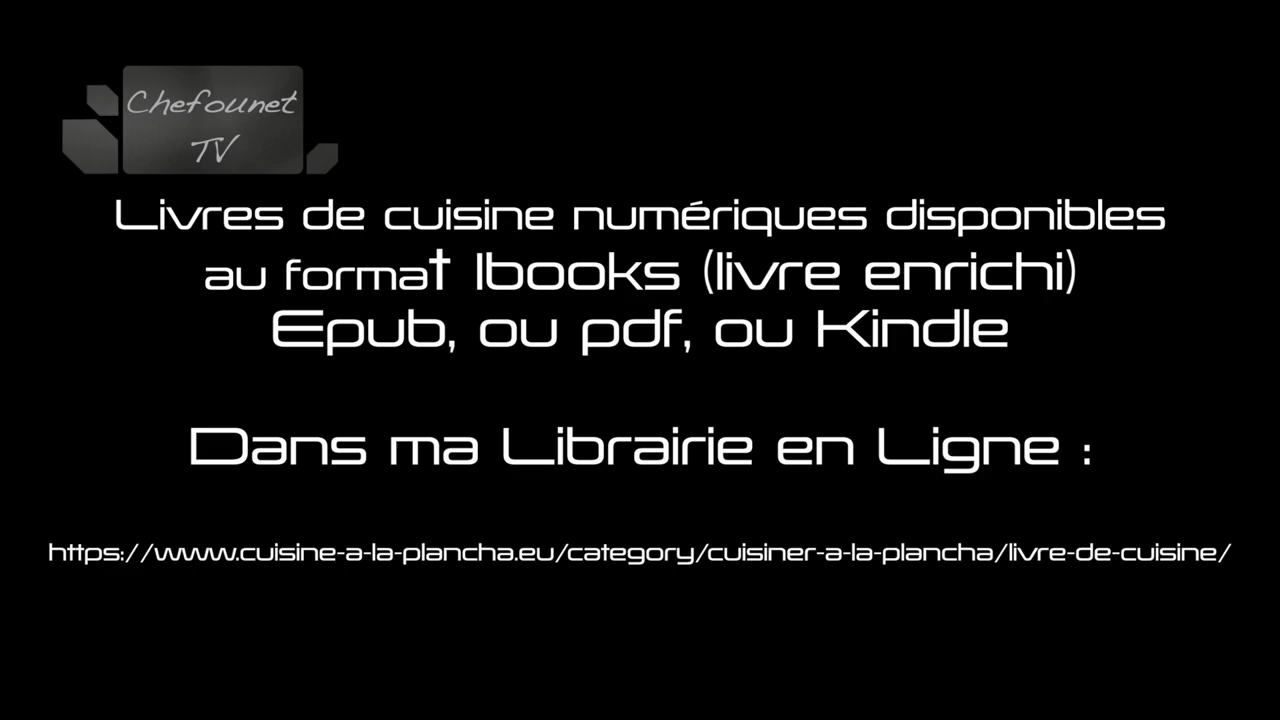 Chefounet
TV
Livres de cuisine numériques disponibles
au format Ibooks (livre enrichi)
Epub, ou pdf, ou Kindle
Dans ma Librairie en Ligne :
https://www.cuisine-a-la-plancha.eu/category/cuisiner-a-la-plancha/livre-de-cuisine/